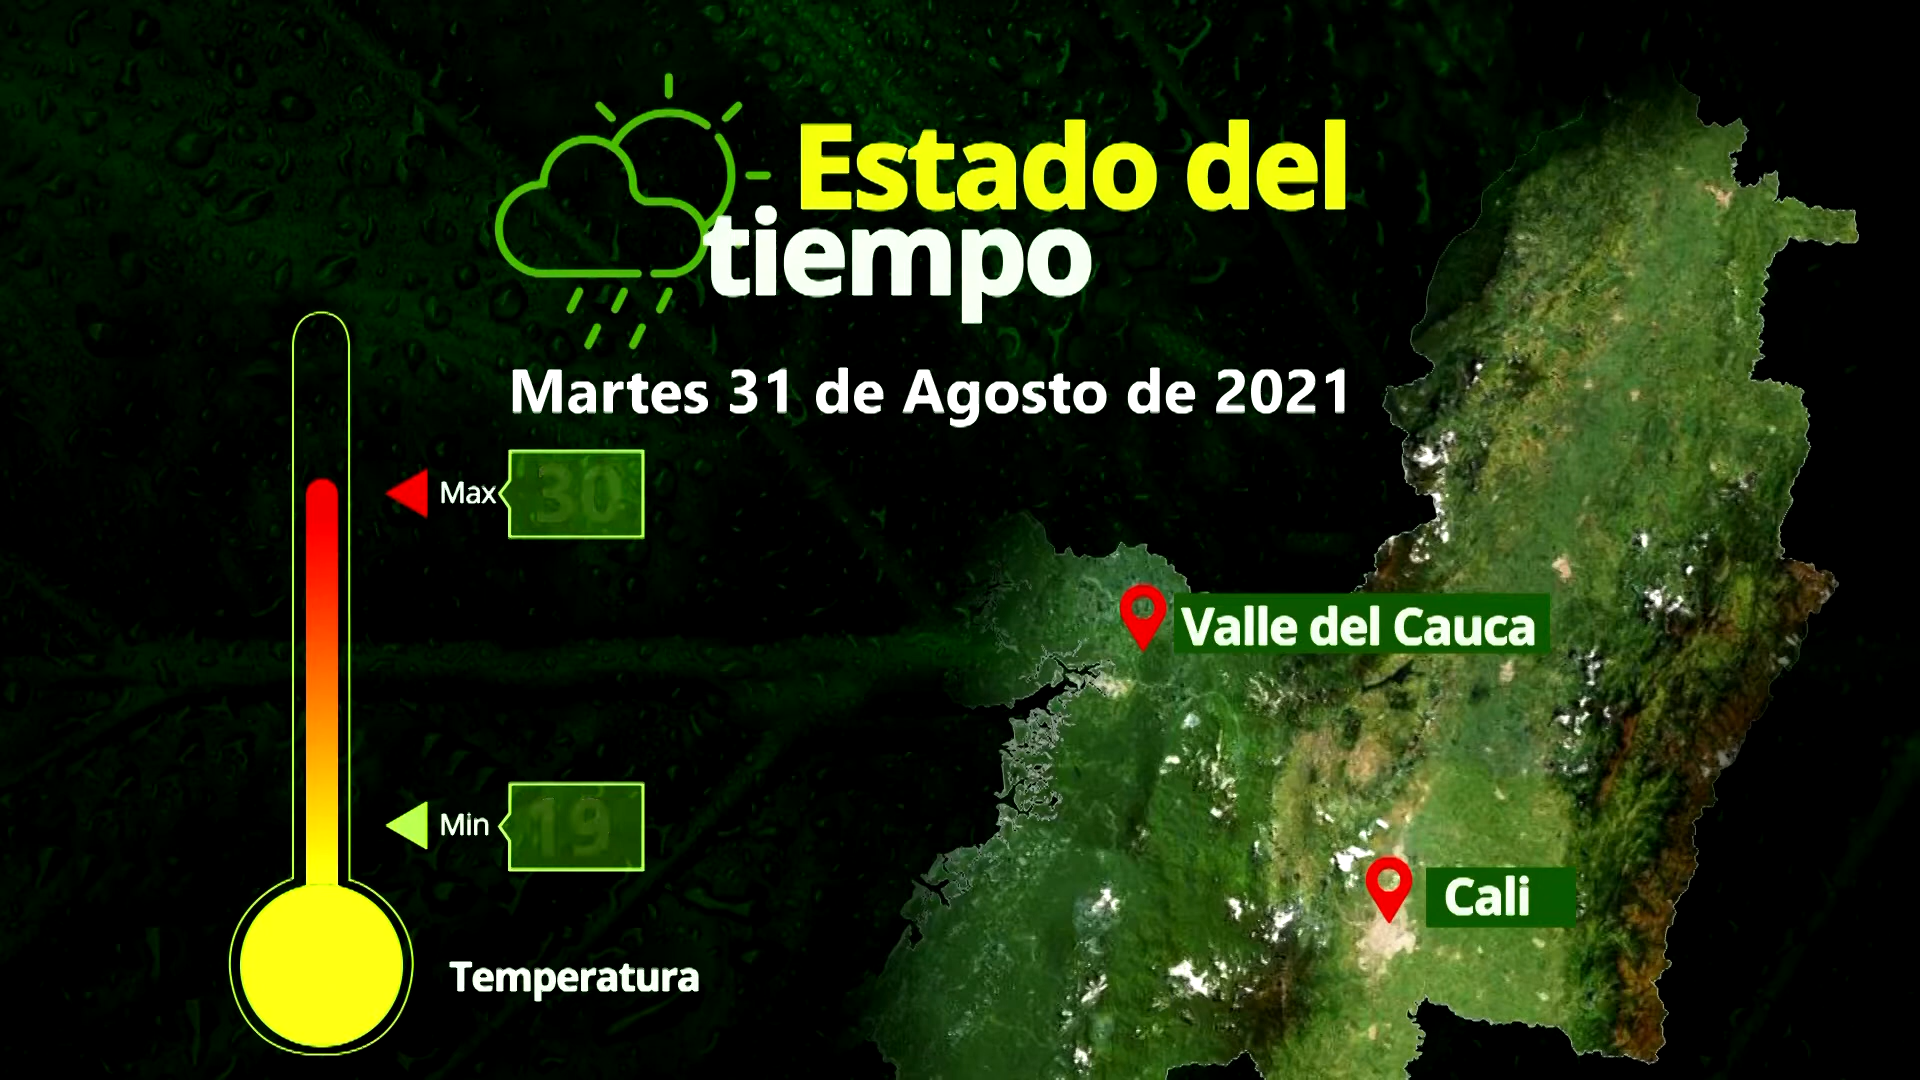 Estado del
tiempo
Martes 31 de Agosto de 2021
Max 30
Valle del Cauca
Min 19
Cali
Temperatura